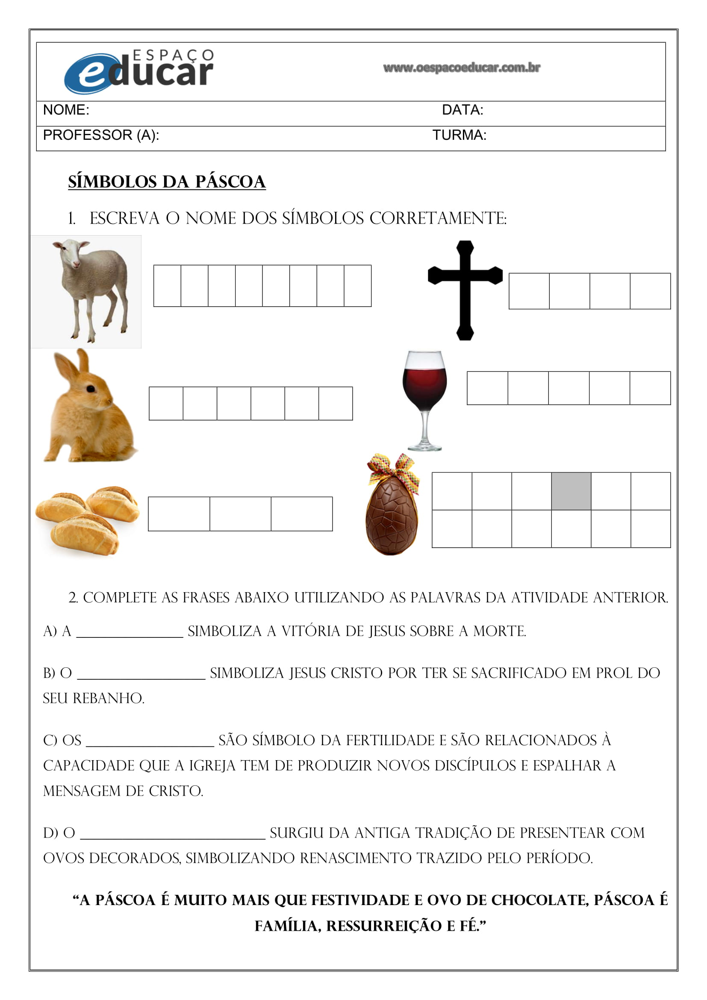 ESPAÇO
educar
www.oespacoeducar.com.br
NOME: DATA:
PROFESSOR (A): TURMA:
SÍMBOLOS DA PÁSCOA
1. ESCREVA O NOME DOS SÍMBOLOS CORRETAMENTE:
2. COMPLETE AS FRASES ABAIXO UTILIZANDO AS PALAVRAS DA ATIVIDADE ANTERIOR.
A) A _______________ SIMBOLIZA A VITÓRIA DE JESUS SOBRE A MORTE.
B) O __________________ SIMBOLIZA JESUS CRISTO POR TER SE SACRIFICADO EM PROL DO
SEU REBANHO.
C) OS __________________ SÃO SÍMBOLO DA FERTILIDADE E SÃO RELACIONADOS À
CAPACIDADE QUE A IGREJA TEM DE PRODUZIR NOVOS DISCÍPULOS E ESPALHAR A
MENSAGEM DE CRISTO.
D) O __________________________ SURGIU DA ANTIGA TRADIÇÃO DE PRESENTEAR COM
OVOS DECORADOS, SIMBOLIZANDO RENASCIMENTO TRAZIDO PELO PERÍODO.
“A PÁSCOA É MUITO MAIS QUE FESTIVIDADE E OVO DE CHOCOLATE, PÁSCOA É
FAMÍLIA, RESSURREIÇÃO E FÉ.”